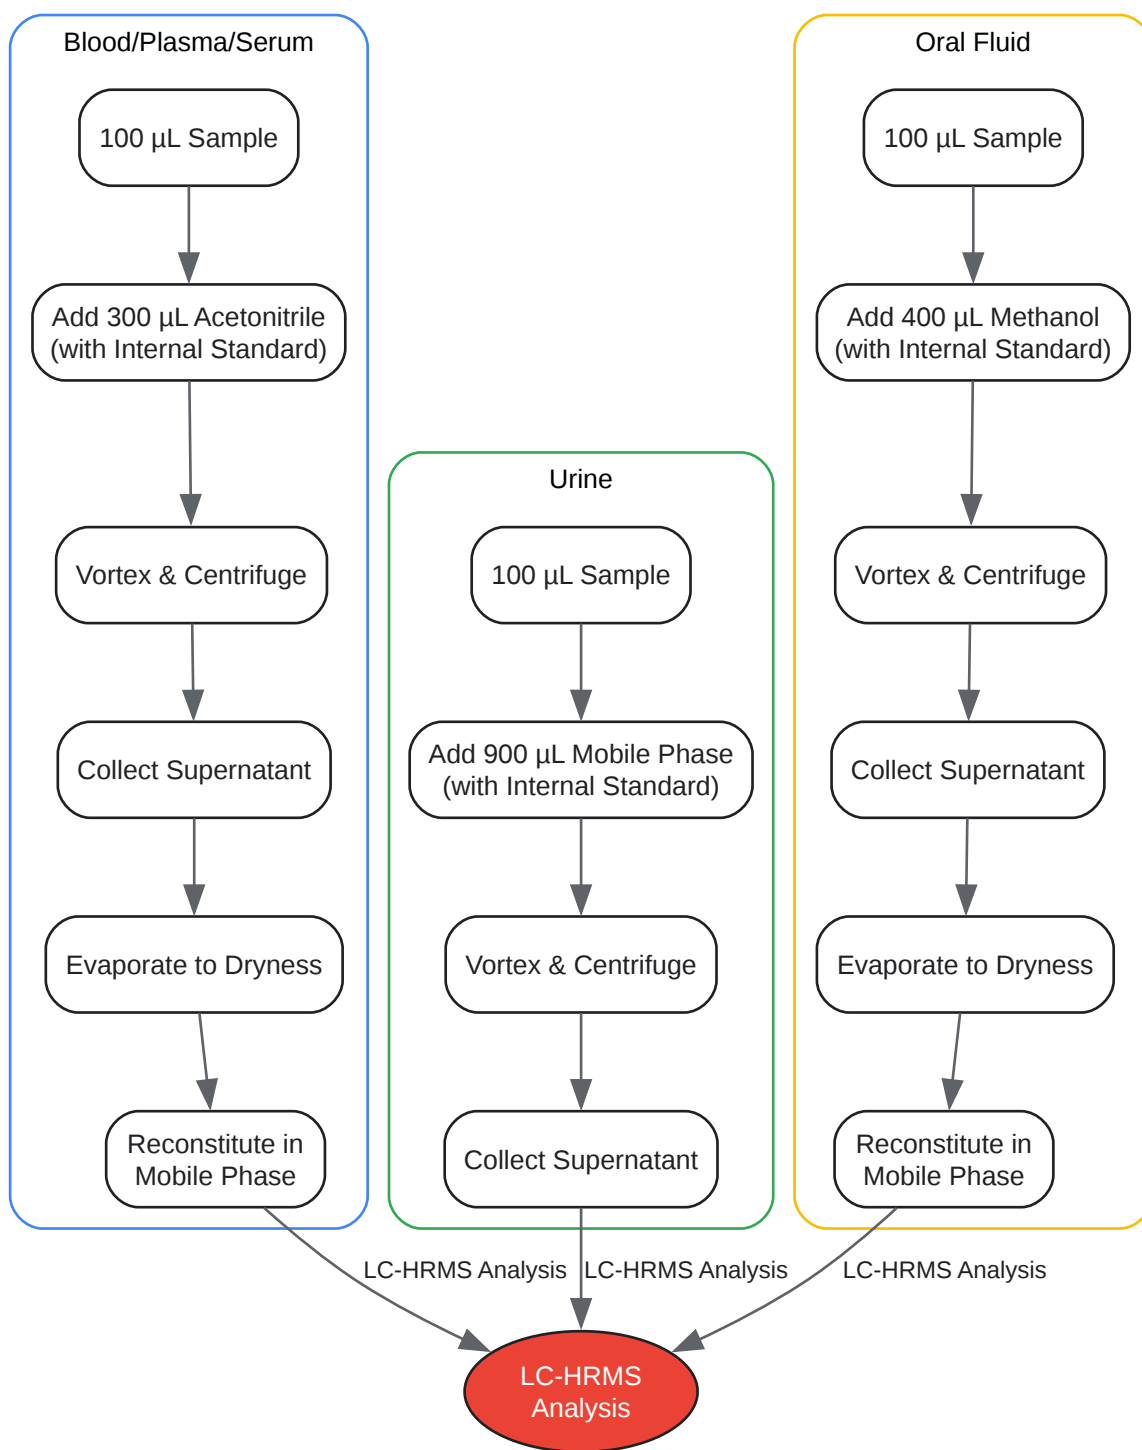 Blood/Plasma/Serum
100 µL Sample
Add 300 µL Acetonitrile
(with Internal Standard)
Vortex & Centrifuge
Collect Supernatant
Evaporate to Dryness
Reconstitute in
Mobile Phase
Urine
100 µL Sample
Add 900 µL Mobile Phase
(with Internal Standard)
Vortex & Centrifuge
Collect Supernatant
Oral Fluid
100 µL Sample
Add 400 µL Methanol
(with Internal Standard)
Vortex & Centrifuge
Collect Supernatant
Evaporate to Dryness
Reconstitute in
Mobile Phase
LC-HRMS Analysis
LC-HRMS Analysis
LC-HRMS Analysis
LC-HRMS
Analysis